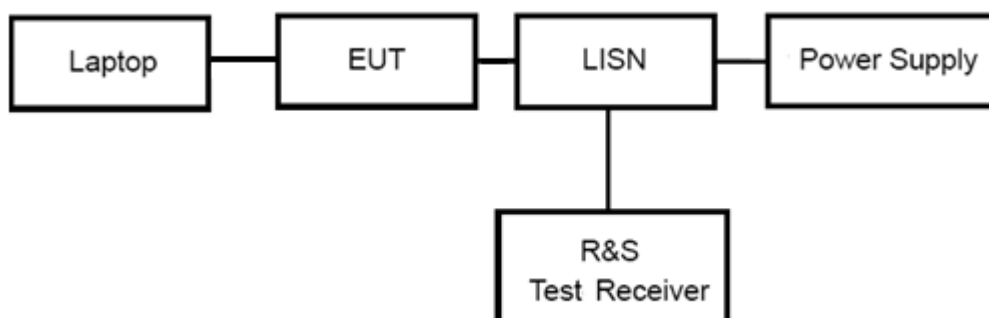 Laptop
EUT
LISN
Power Supply
R&S
Test Receiver